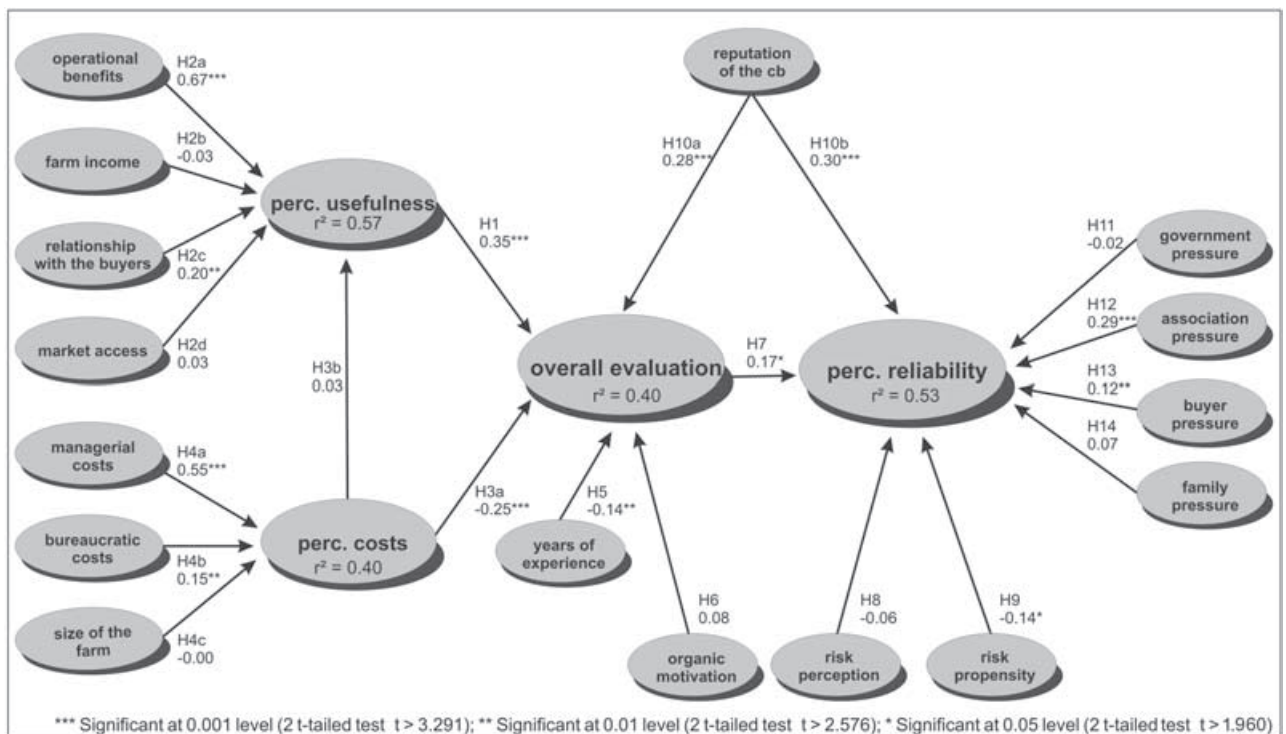 operational
benefits
H2a
0.67***
farm income
H2b
-0.03
relationship
with the buyers
H2c
0.20**
market access
H2d
0.03
perc. usefulness
r² = 0.57
H1
0.35***
H3b
0.03
managerial
costs
H4a
0.55***
bureaucratic
costs
H4b
0.15**
size of the
farm
H4c
-0.00
perc. costs
r² = 0.40
H3a
-0.25***
reputation
of the cb
H10a
0.28***
H10b
0.30***
overall evaluation
r² = 0.40
H7
0.17*
perc. reliability
r² = 0.53
years of
experience
H5
-0.14**
organic
motivation
H6
0.08
risk
perception
H8
-0.06
risk
propensity
H9
-0.14*
H11
-0.02
government
pressure
H12
0.29***
association
pressure
H13
0.12**
buyer
pressure
H14
0.07
family
pressure
*** Significant at 0.001 level (2 t-tailed test t > 3.291); ** Significant at 0.01 level (2 t-tailed test t > 2.576); * Significant at 0.05 level (2 t-tailed test t > 1.960)